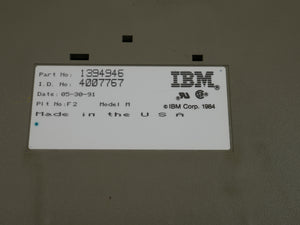 Part No: 1394946
I.D. No: 4007767
Date: 05-30-91
Plt No: F2 Model M
Made in the USA
IBM®
© IBM Corp. 1984